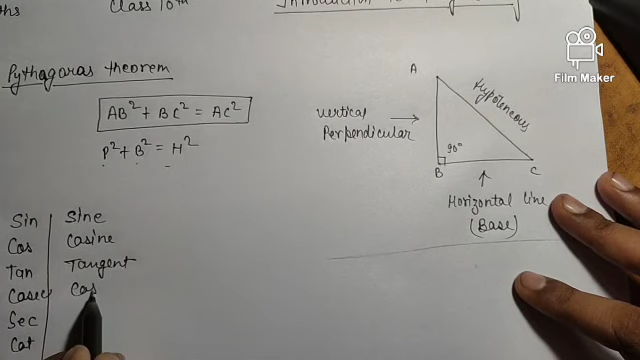 Class 10th
Pythagoras theorem
AB² + BC² = AC²
P² + B² = H²
A
Hypoteneous
Vertical
Perpendicular
90°
B
C
Horizontal line
(Base)
Sin Sine
Cos Cosine
Tan Tangent
Cosec Cos
Sec
Cot
Film Maker